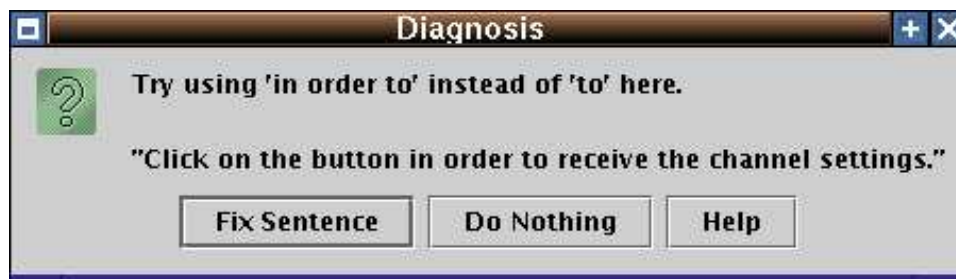 Diagnosis
Try using 'in order to' instead of 'to' here.
"Click on the button in order to receive the channel settings."
Fix Sentence Do Nothing Help